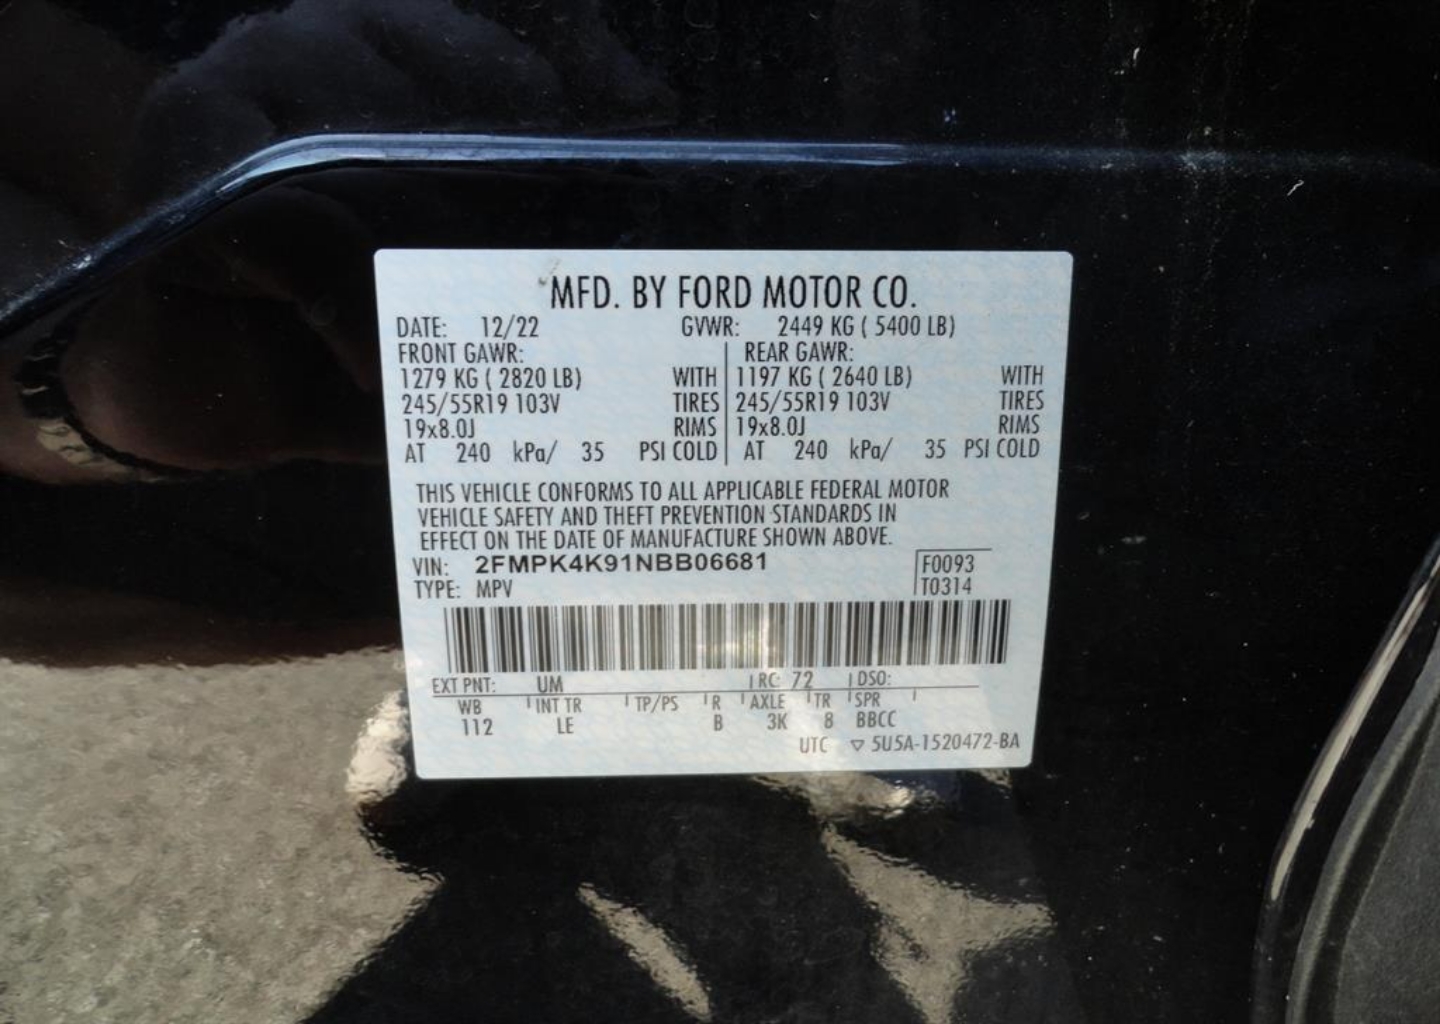 MFD. BY FORD MOTOR CO.
DATE: 12/22 GVWR: 2449 KG ( 5400 LB)
FRONT GAWR: REAR GAWR:
1279 KG ( 2820 LB) WITH 1197 KG ( 2640 LB) WITH
245/55R19 103V TIRES 245/55R19 103V TIRES
19x8.0J RIMS 19x8.0J RIMS
AT 240 kPa/ 35 PSI COLD AT 240 kPa/ 35 PSI COLD
THIS VEHICLE CONFORMS TO ALL APPLICABLE FEDERAL MOTOR
VEHICLE SAFETY AND THEFT PREVENTION STANDARDS IN
EFFECT ON THE DATE OF MANUFACTURE SHOWN ABOVE.
VIN: 2FMPK4K91NBB06681 F0093
TYPE: MPV T0314
EXT PNT: UM RC: 72 DSO:
WB INT TR TP/PS R AXLE TR SPR
112 LE B 3K 8 BBCC
UTC ▽ 5U5A-1520472-BA